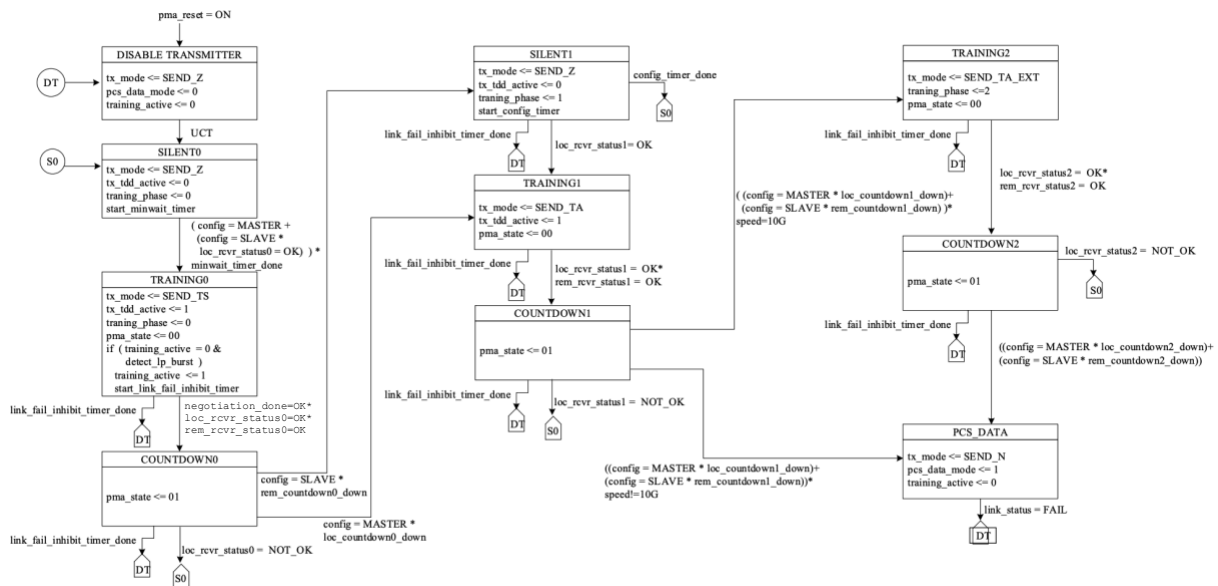 pma_reset = ON
DISABLE TRANSMITTER
DT
tx_mode <= SEND_Z
pcs_data_mode <= 0
training_active <= 0
UCT
S0
SILENT0
tx_mode <= SEND_Z
tx_tdd_active <= 0
traning_phase <= 0
start_minwait_timer
( config = MASTER +
(config = SLAVE *
loc_rcvr_status0 = OK) ) *
minwait_timer_done
TRAINING0
tx_mode <= SEND_TS
tx_tdd_active <= 1
traning_phase <= 0
pma_state <= 00
if ( training_active = 0 &
detect_lp_burst )
training_active <= 1
start_link_fail_inhibit_timer
link_fail_inhibit_timer_done
DT
negotiation_done=OK*
loc_rcvr_status0=OK*
rem_rcvr_status0=OK
COUNTDOWN0
pma_state <= 01
config = SLAVE *
rem_countdown0_down
config = MASTER *
loc_countdown0_down
link_fail_inhibit_timer_done
DT
loc_rcvr_status0 = NOT_OK
S0
SILENT1
tx_mode <= SEND_Z
tx_tdd_active <= 0
traning_phase <= 1
start_config_timer
config_timer_done
S0
link_fail_inhibit_timer_done
DT
loc_rcvr_status1= OK
TRAINING1
tx_mode <= SEND_TA
tx_tdd_active <= 1
pma_state <= 00
link_fail_inhibit_timer_done
DT
loc_rcvr_status1 = OK*
rem_rcvr_status1 = OK
COUNTDOWN1
pma_state <= 01
link_fail_inhibit_timer_done
DT
loc_rcvr_status1 = NOT_OK
S0
( (config = MASTER * loc_countdown1_down)+
(config = SLAVE * rem_countdown1_down) )*
speed=10G
((config = MASTER * loc_countdown1_down)+
(config = SLAVE * rem_countdown1_down))*
speed!=10G
TRAINING2
tx_mode <= SEND_TA_EXT
traning_phase <=2
pma_state <= 00
link_fail_inhibit_timer_done
DT
loc_rcvr_status2 = OK*
rem_rcvr_status2 = OK
COUNTDOWN2
pma_state <= 01
loc_rcvr_status2 = NOT_OK
S0
link_fail_inhibit_timer_done
DT
((config = MASTER * loc_countdown2_down)+
(config = SLAVE * rem_countdown2_down))
PCS_DATA
tx_mode <= SEND_N
pcs_data_mode <= 1
training_active <= 0
link_status = FAIL
DT